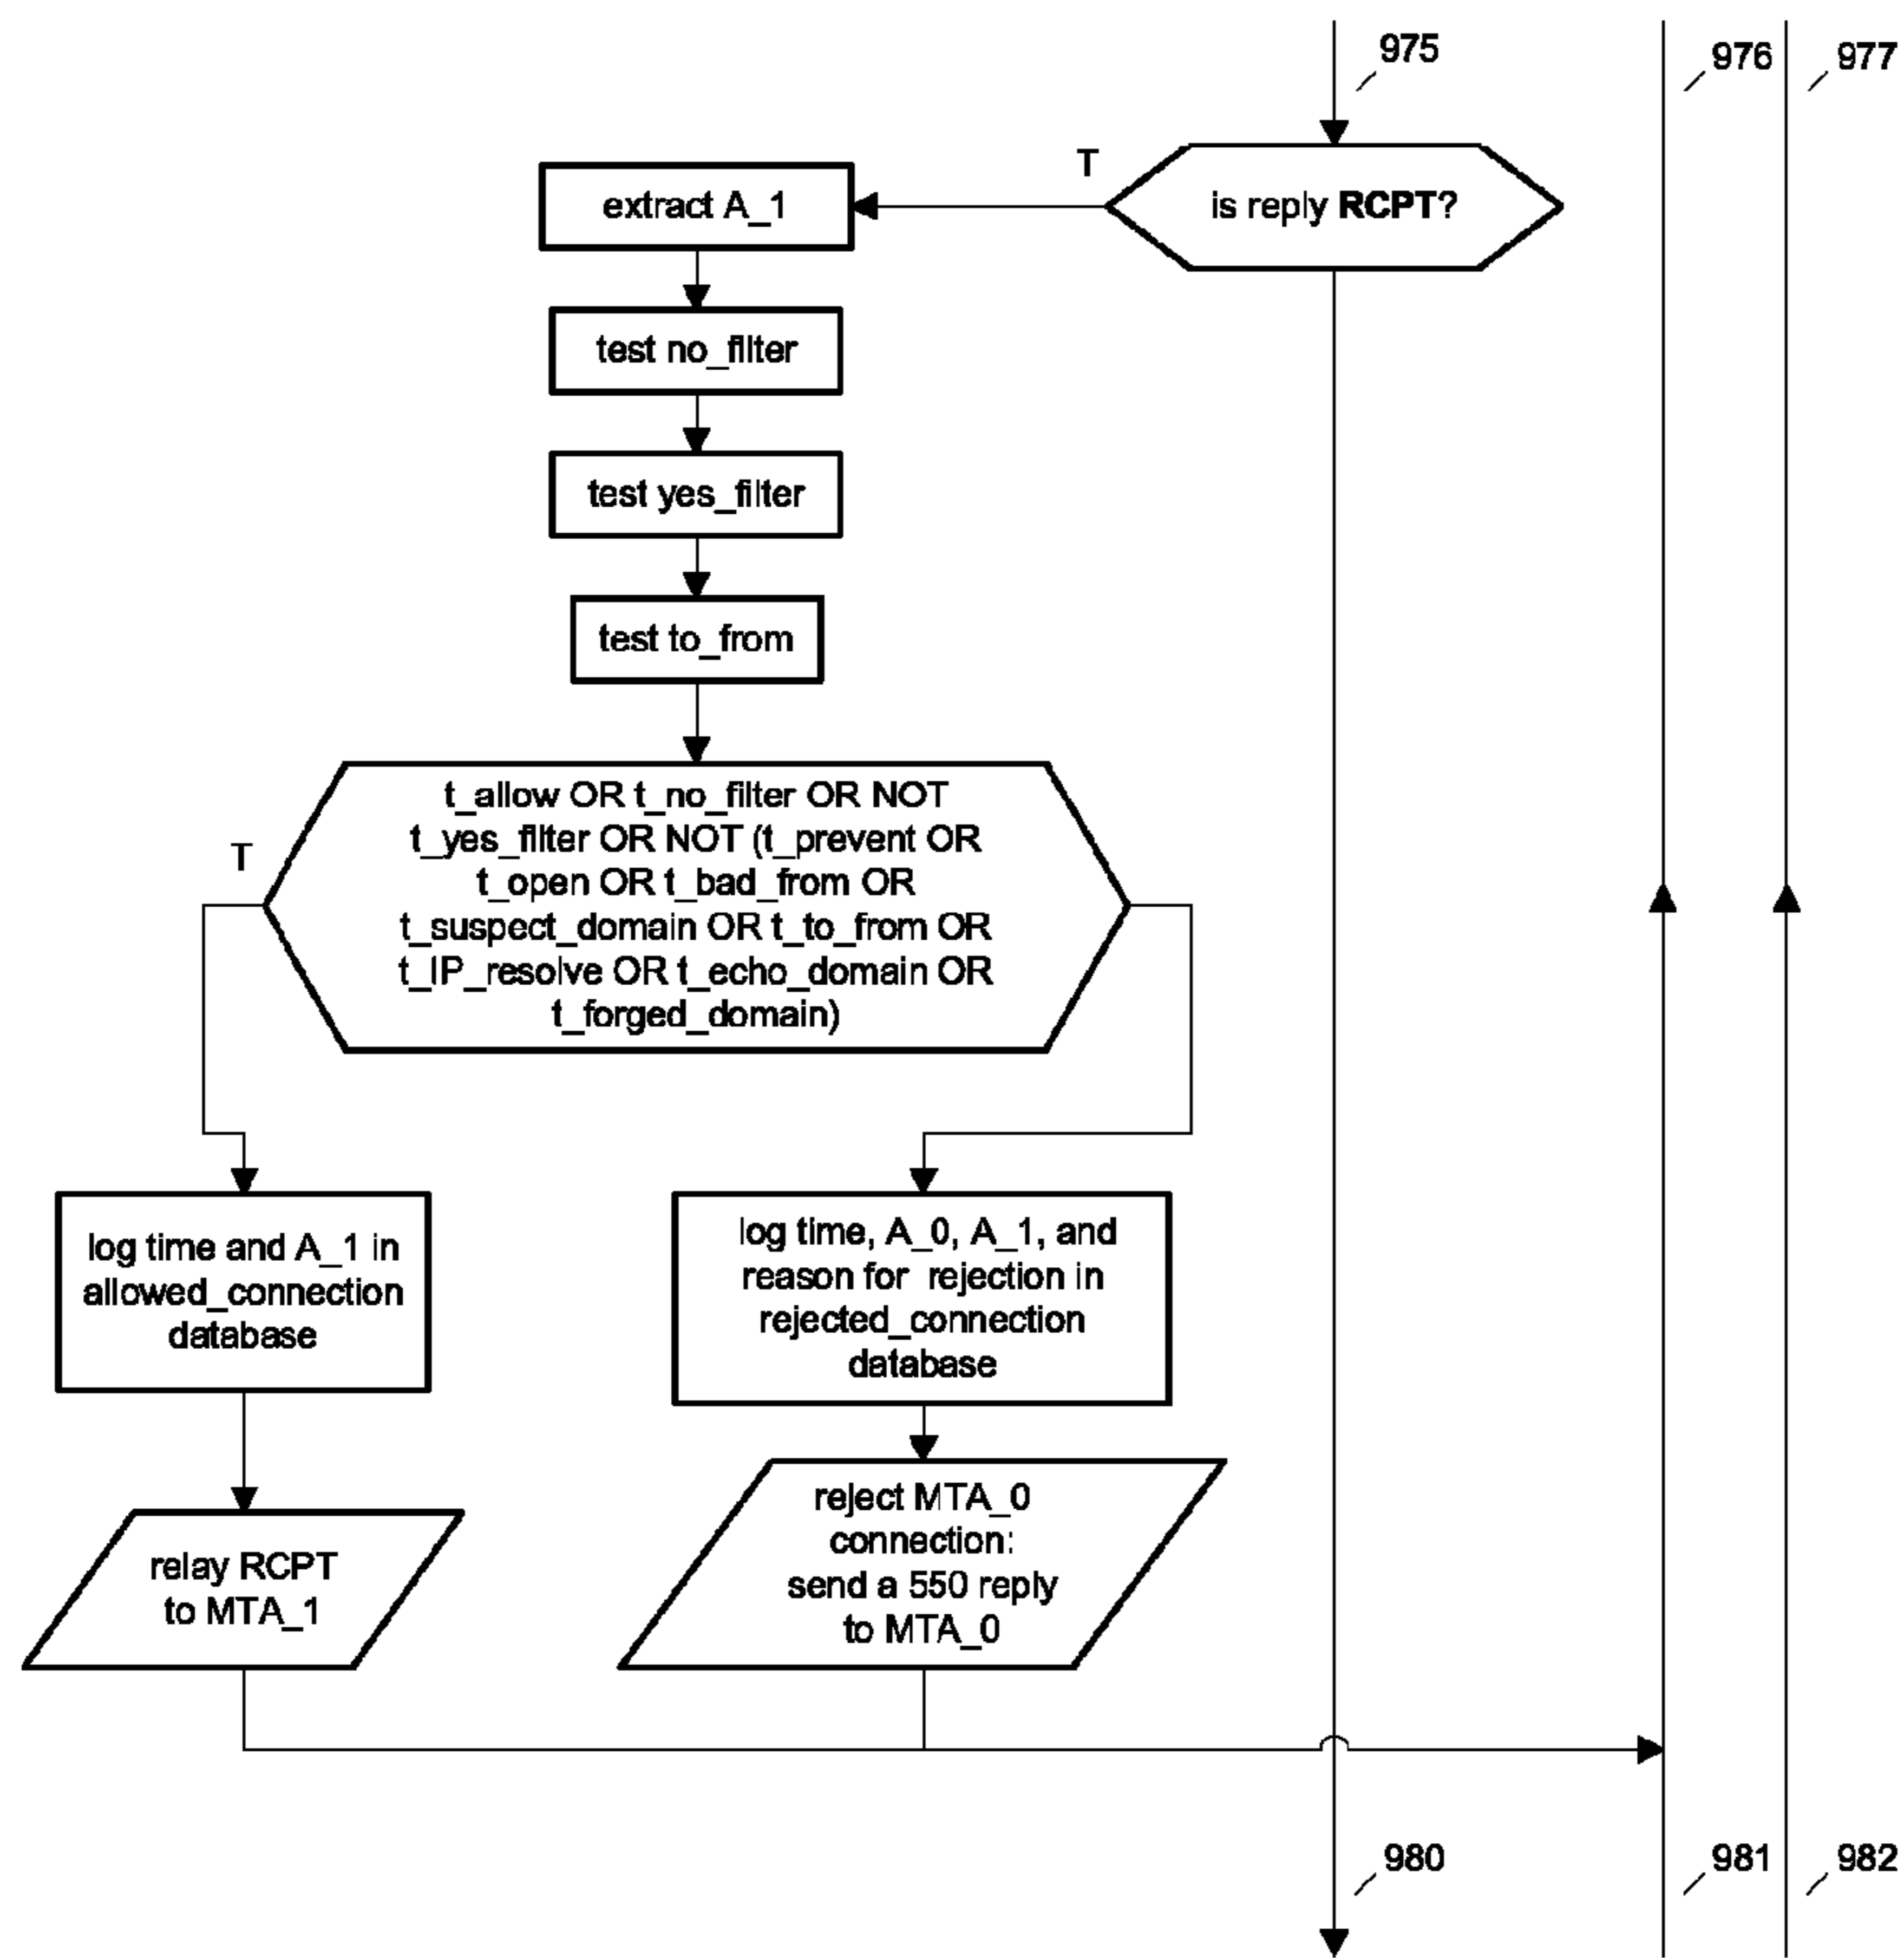 975
976
977
T
is reply RCPT?
extract A_1
test no_filter
test yes_filter
test to_from
T
t_allow OR t_no_filter OR NOT
t_yes_filter OR NOT (t_prevent OR
t_open OR t_bad_from OR
t_suspect_domain OR t_to_from OR
t_IP_resolve OR t_echo_domain OR
t_forged_domain)
log time and A_1 in
allowed_connection
database
log time, A_0, A_1, and
reason for rejection in
rejected_connection
database
relay RCPT
to MTA_1
reject MTA_0
connection:
send a 550 reply
to MTA_0
980
981
982